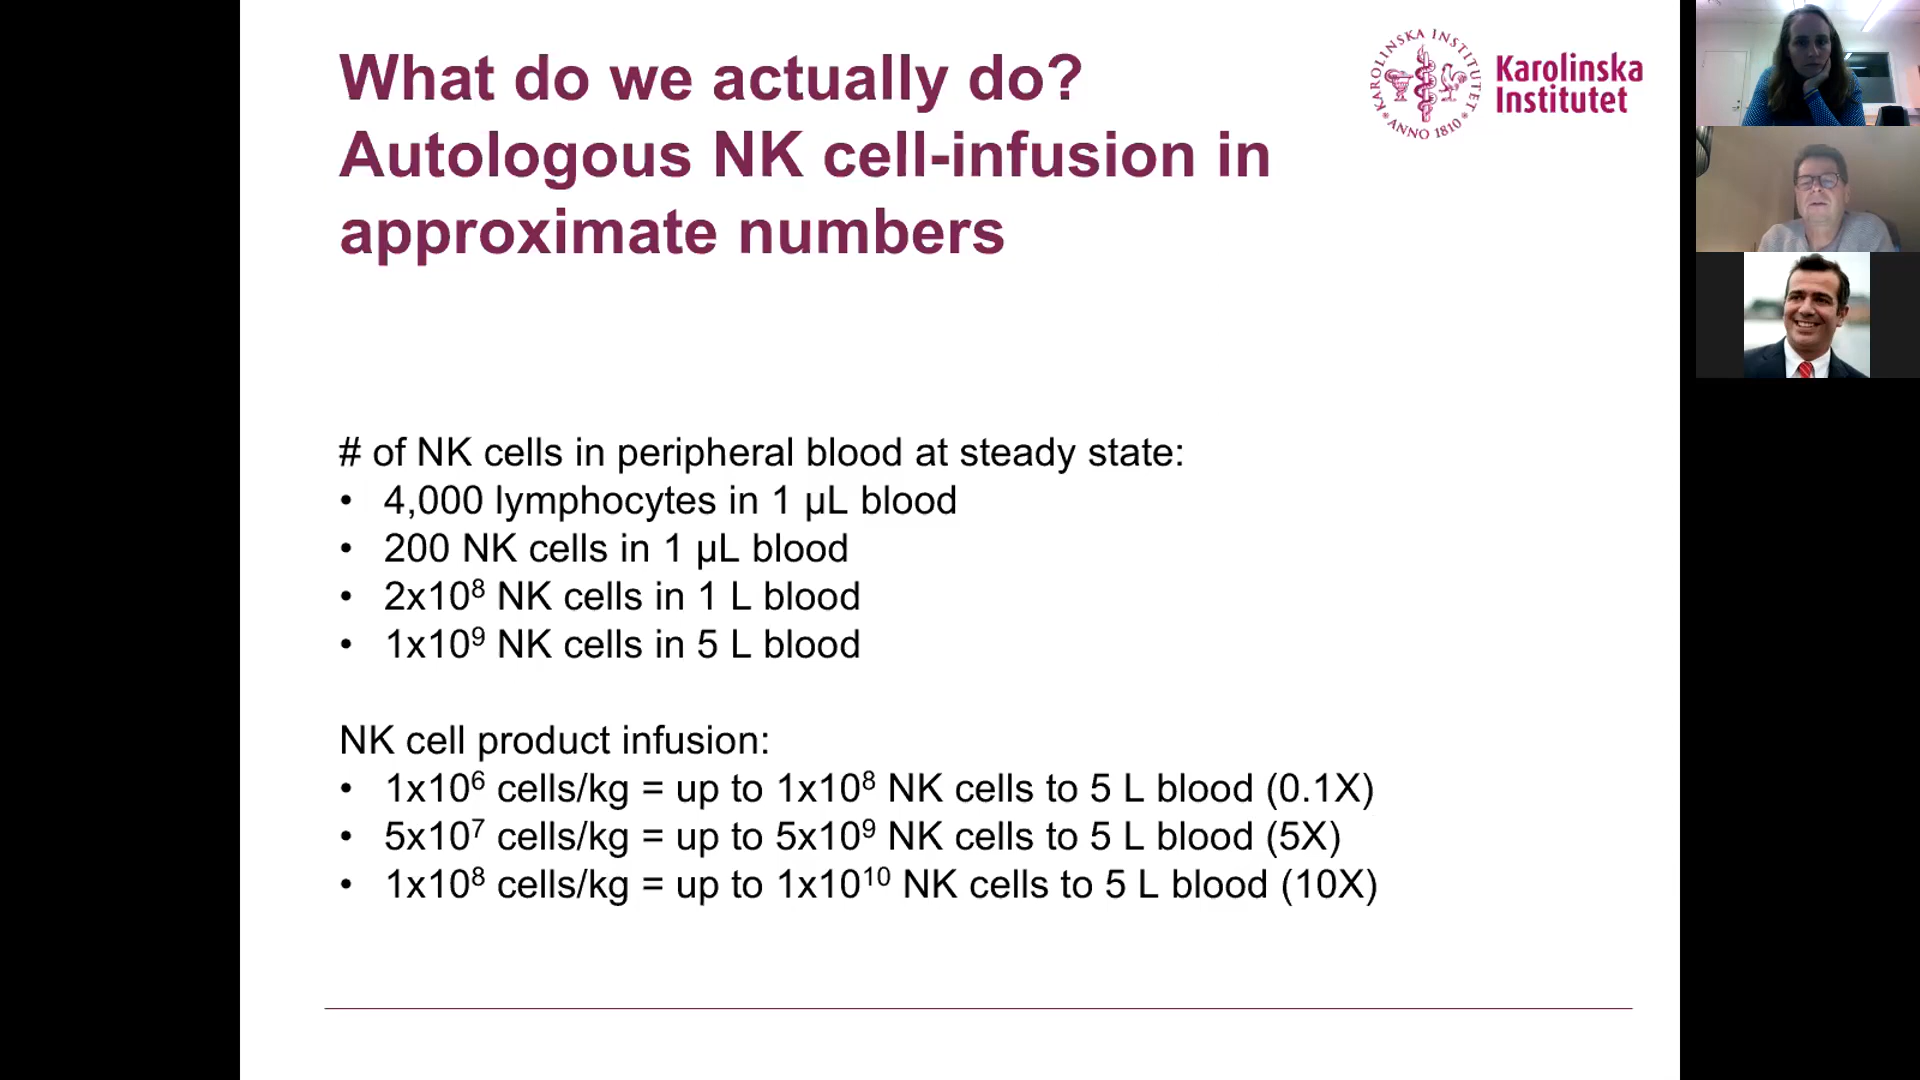 What do we actually do?
Autologous NK cell-infusion in
approximate numbers
KAROLINSKA INSTITUTET
* ANNO 1810 *
Karolinska
Institutet
# of NK cells in peripheral blood at steady state:
• 4,000 lymphocytes in 1 µL blood
• 200 NK cells in 1 µL blood
• 2x10⁸ NK cells in 1 L blood
• 1x10⁹ NK cells in 5 L blood
NK cell product infusion:
• 1x10⁶ cells/kg = up to 1x10⁸ NK cells to 5 L blood (0.1X)
• 5x10⁷ cells/kg = up to 5x10⁹ NK cells to 5 L blood (5X)
• 1x10⁸ cells/kg = up to 1x10¹⁰ NK cells to 5 L blood (10X)